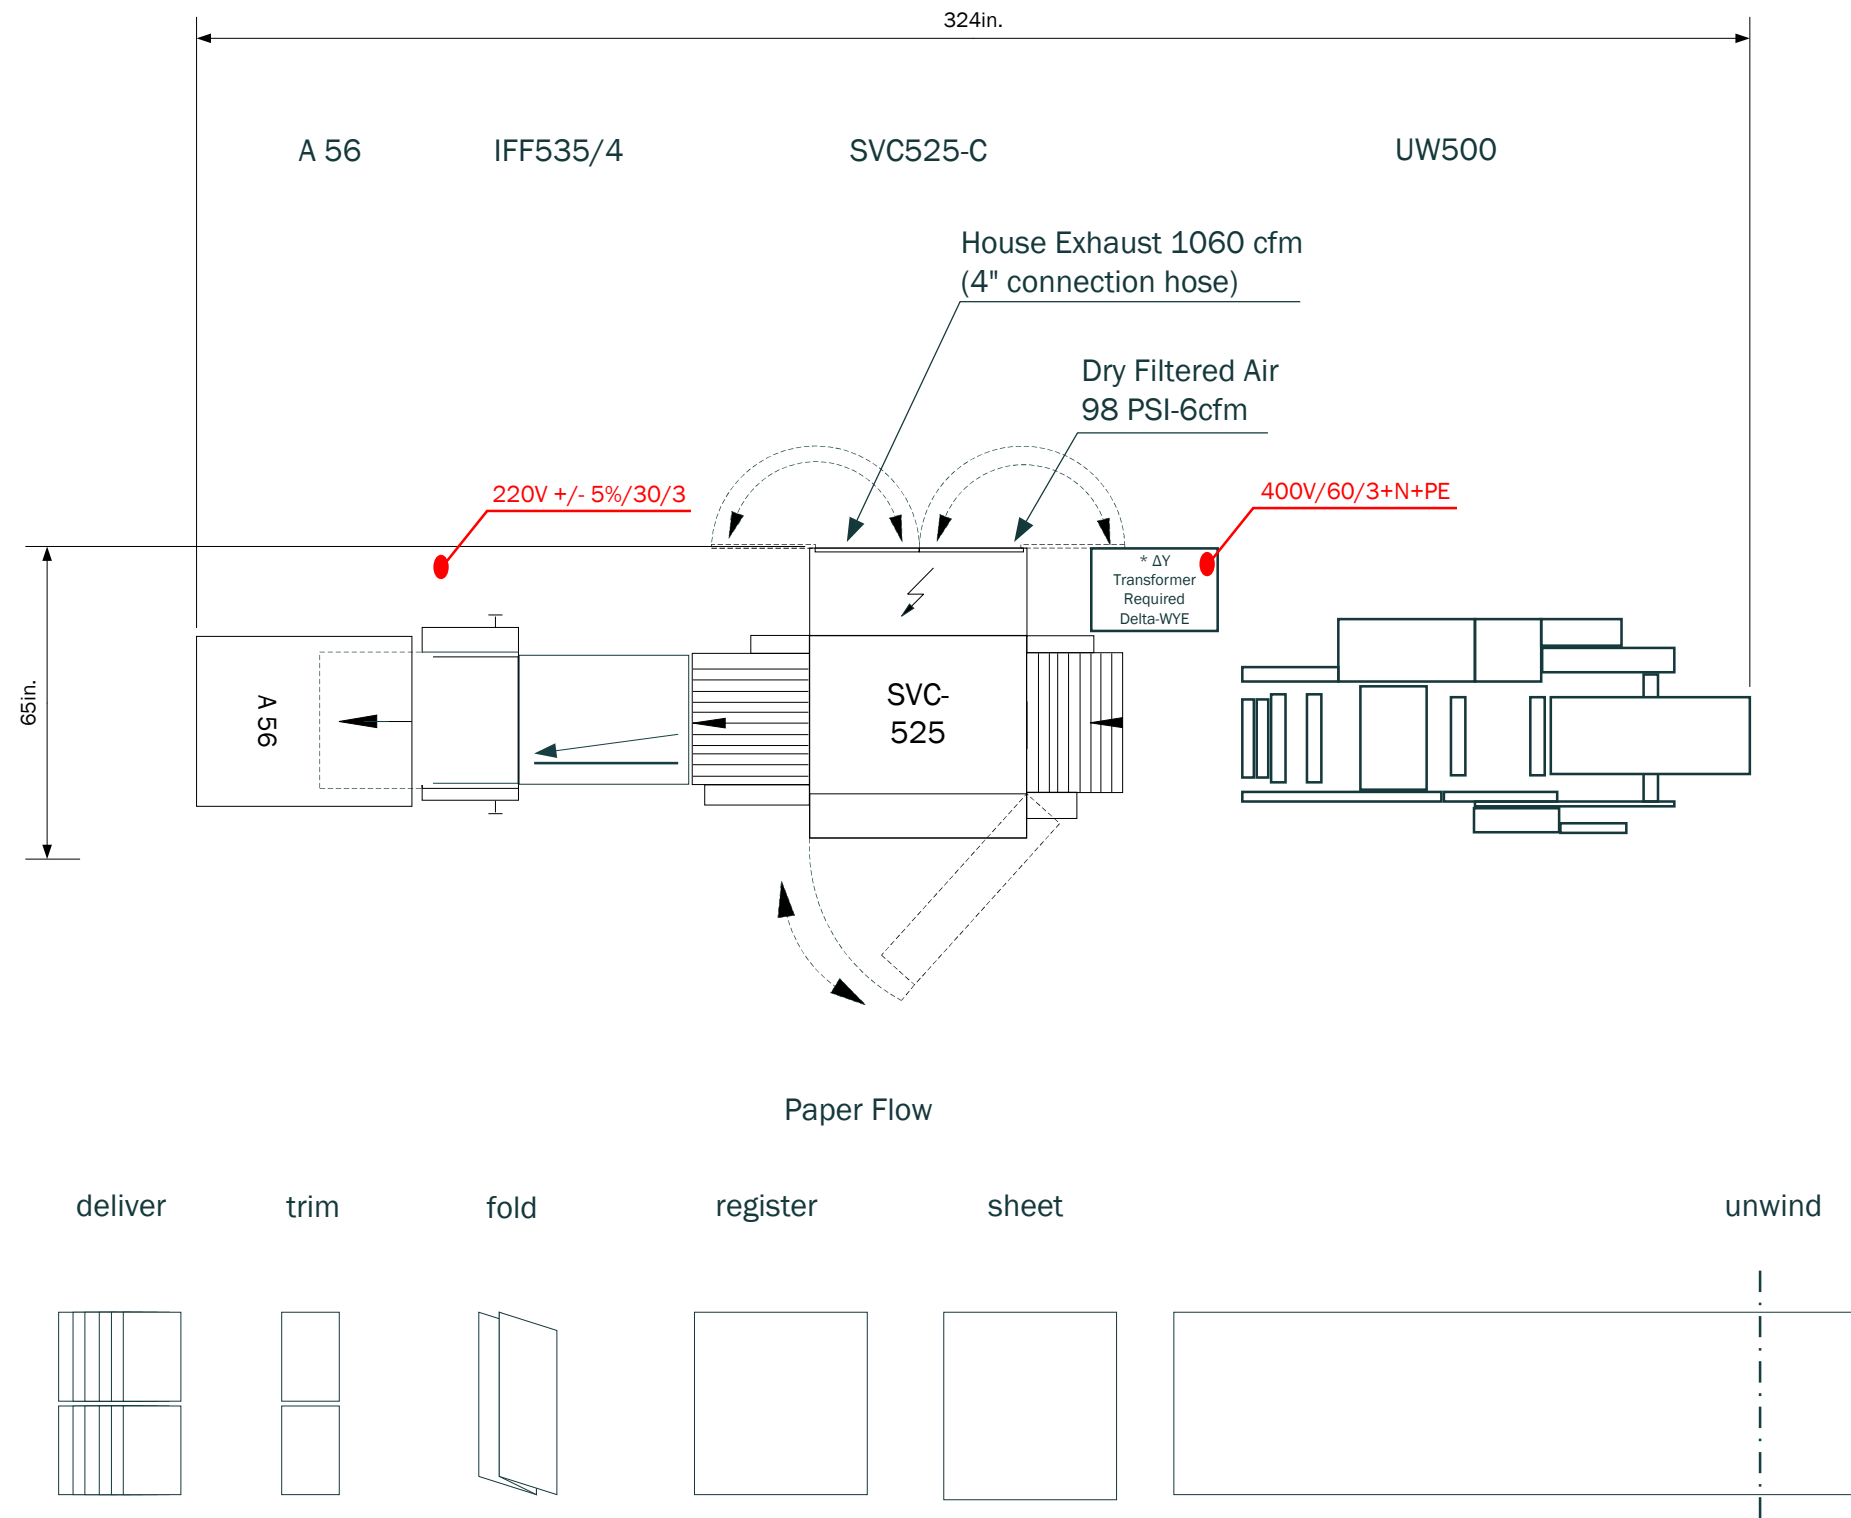 324in.
A 56
IFF535/4
SVC525-C
UW500
House Exhaust 1060 cfm
(4" connection hose)
Dry Filtered Air
98 PSI-6cfm
220V +/- 5%/30/3
400V/60/3+N+PE
* ΔY
Transformer
Required
Delta-WYE
65in.
A 56
SVC-
525
Paper Flow
deliver
trim
fold
register
sheet
unwind